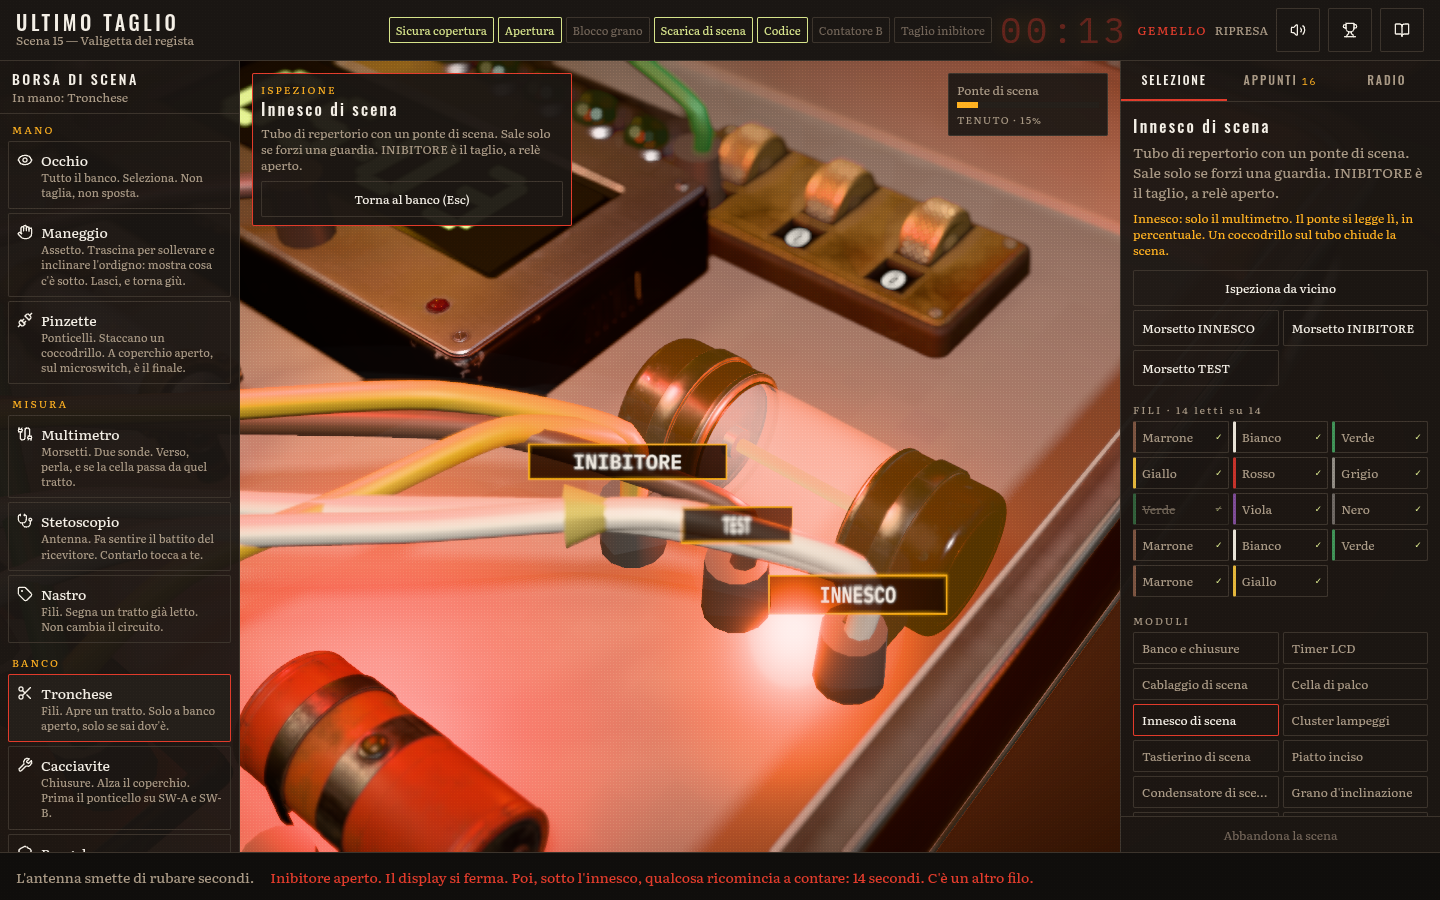 ULTIMO TAGLIO
Scena 15 — Valigetta del regista
Sicura copertura
Apertura
Blocco grano
Scarica di scena
Codice
Contatore B
Taglio inibitore
00:13
GEMELLO
RIPRESA
BORSA DI SCENA
In mano: Tronchese
MANO
Occhio
Tutto il banco. Seleziona. Non
taglia, non sposta.
Maneggio
Assetto. Trascina per sollevare e
inclinare l'ordigno: mostra cosa
c'è sotto. Lasci, e torna giù.
Pinzette
Ponticelli. Staccano un
coccodrillo. A coperchio aperto,
sul microswitch, è il finale.
MISURA
Multimetro
Morsetti. Due sonde. Verso,
perla, e se la cella passa da quel
tratto.
Stetoscopio
Antenna. Fa sentire il battito del
ricevitore. Contarlo tocca a te.
Nastro
Fili. Segna un tratto già letto.
Non cambia il circuito.
BANCO
Tronchese
Fili. Apre un tratto. Solo a banco
aperto, solo se sai dov'è.
Cacciavite
Chiusure. Alza il coperchio.
Prima il ponticello su SW-A e SW-
B.
ISPEZIONE
Innesco di scena
Tubo di repertorio con un ponte di scena. Sale solo
se forzi una guardia. INIBITORE è il taglio, a relè
aperto.
Torna al banco (Esc)
Ponte di scena
TENUTO · 15%
INIBITORE
TEST
INNESCO
SELEZIONE
APPUNTI 16
RADIO
Innesco di scena
Tubo di repertorio con un ponte di scena.
Sale solo se forzi una guardia. INIBITORE è
il taglio, a relè aperto.
Innesco: solo il multimetro. Il ponte si legge lì, in
percentuale. Un coccodrillo sul tubo chiude la
scena.
Ispeziona da vicino
Morsetto INNESCO
Morsetto INIBITORE
Morsetto TEST
FILI · 14 letti su 14
Marrone ✓
Bianco ✓
Verde ✓
Giallo ✓
Rosso ✓
Grigio ✓
Verde
Viola ✓
Nero ✓
Marrone ✓
Bianco ✓
Verde ✓
Marrone ✓
Giallo ✓
MODULI
Banco e chiusure
Timer LCD
Cablaggio di scena
Cella di palco
Innesco di scena
Cluster lampeggi
Tastierino di scena
Piatto inciso
Condensatore di sce...
Grano d'inclinazione
Abbandona la scena
L'antenna smette di rubare secondi.
Inibitore aperto. Il display si ferma. Poi, sotto l'innesco, qualcosa ricomincia a contare: 14 secondi. C'è un altro filo.